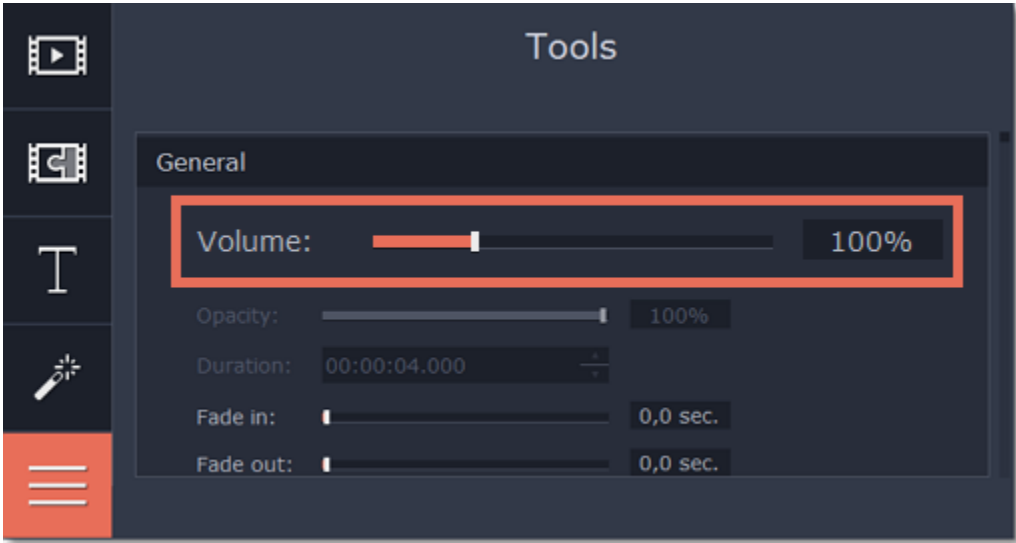 Tools
General
Volume: 100%
Opacity: 100%
Duration: 00:00:04.000
Fade in: 0,0 sec.
Fade out: 0,0 sec.